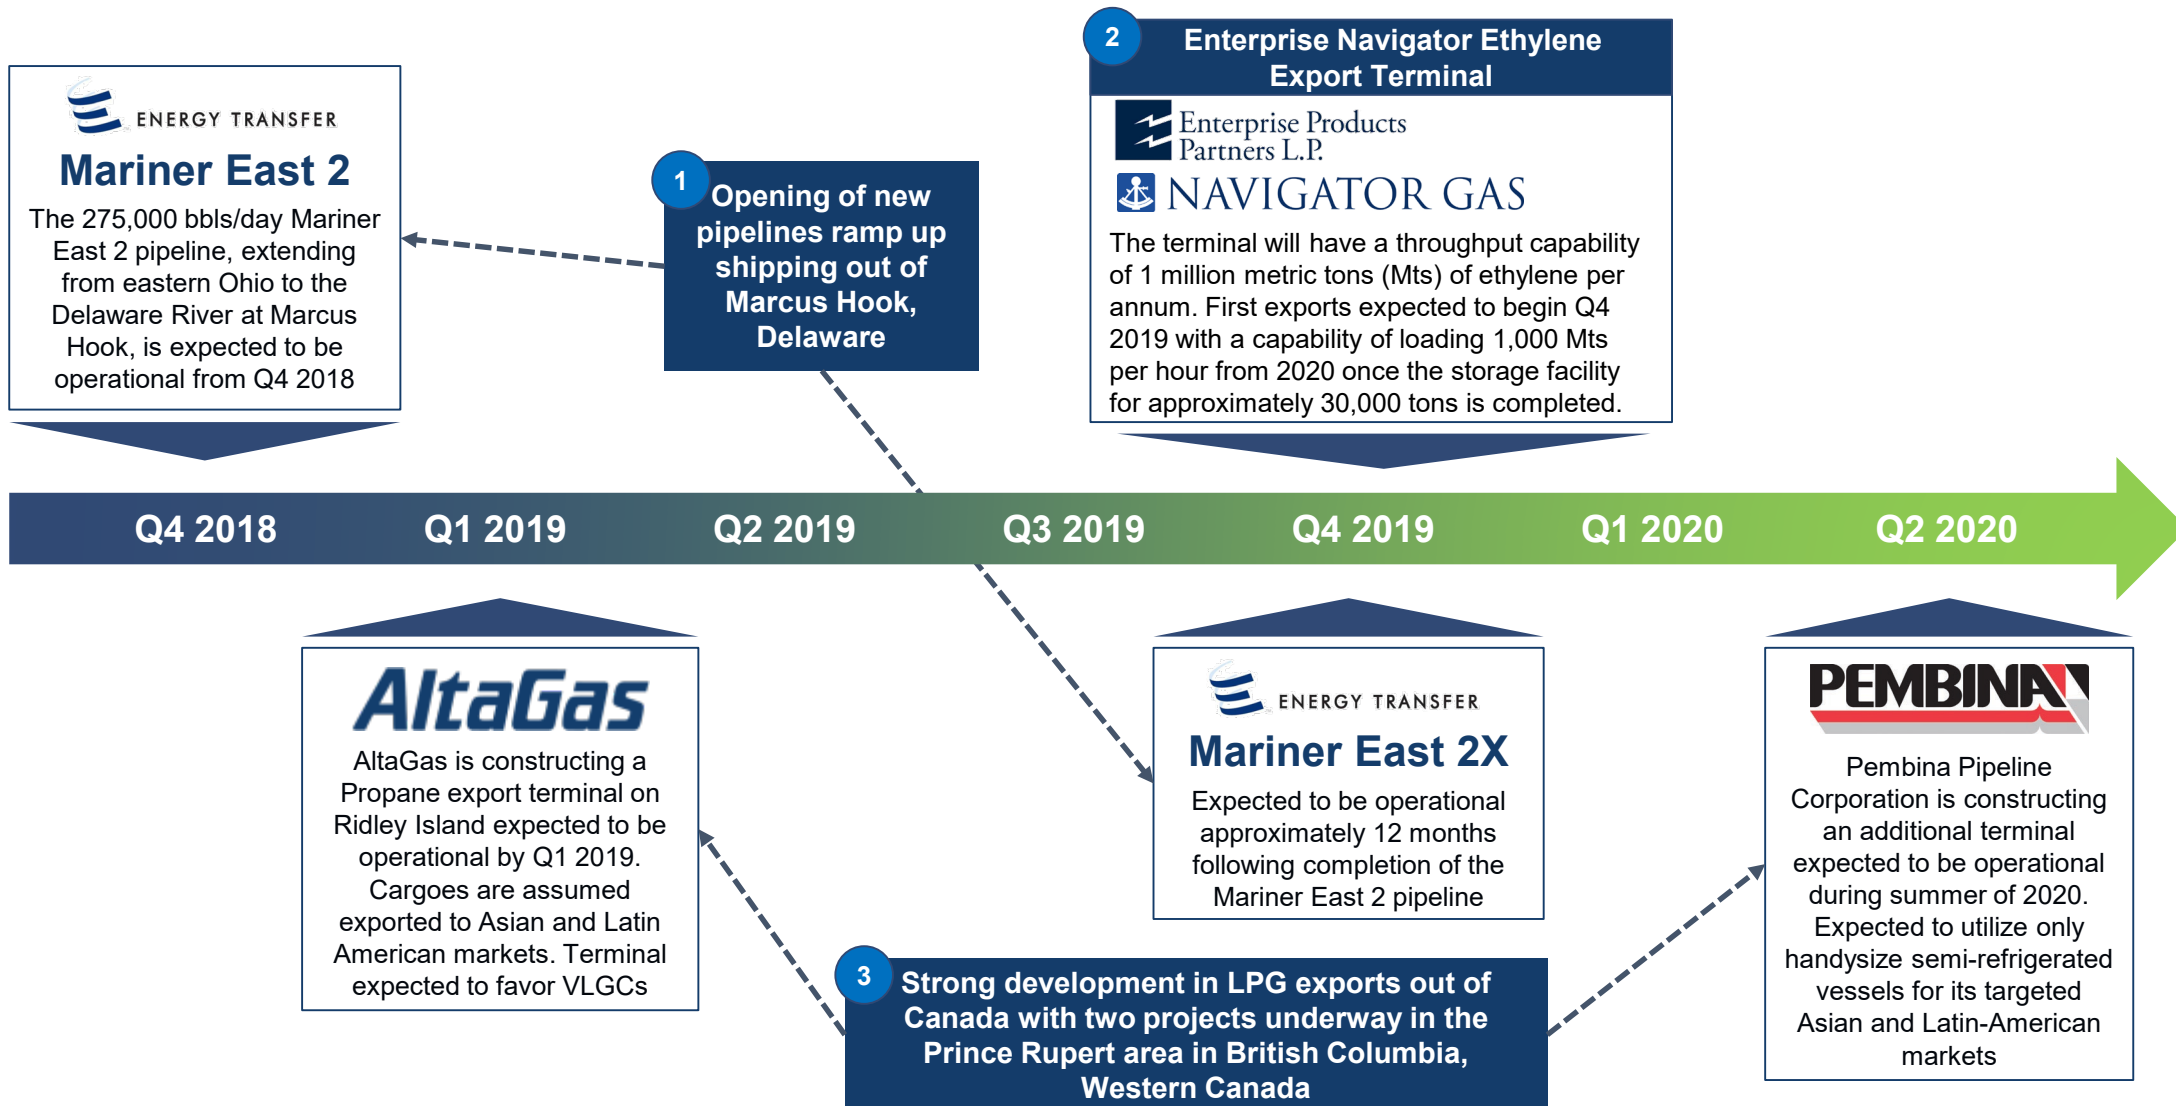 ENERGY TRANSFER
Mariner East 2
The 275,000 bbls/day Mariner
East 2 pipeline, extending
from eastern Ohio to the
Delaware River at Marcus
Hook, is expected to be
operational from Q4 2018
1
Opening of new
pipelines ramp up
shipping out of
Marcus Hook,
Delaware
2
Enterprise Navigator Ethylene
Export Terminal
Enterprise Products
Partners L.P.
NAVIGATOR GAS
The terminal will have a throughput capability
of 1 million metric tons (Mts) of ethylene per
annum. First exports expected to begin Q4
2019 with a capability of loading 1,000 Mts
per hour from 2020 once the storage facility
for approximately 30,000 tons is completed.
Q4 2018
Q1 2019
Q2 2019
Q3 2019
Q4 2019
Q1 2020
Q2 2020
AltaGas
AltaGas is constructing a
Propane export terminal on
Ridley Island expected to be
operational by Q1 2019.
Cargoes are assumed
exported to Asian and Latin
American markets. Terminal
expected to favor VLGCs
ENERGY TRANSFER
Mariner East 2X
Expected to be operational
approximately 12 months
following completion of the
Mariner East 2 pipeline
PEMBINA
Pembina Pipeline
Corporation is constructing
an additional terminal
expected to be operational
during summer of 2020.
Expected to utilize only
handysize semi-refrigerated
vessels for its targeted
Asian and Latin-American
markets
3
Strong development in LPG exports out of
Canada with two projects underway in the
Prince Rupert area in British Columbia,
Western Canada